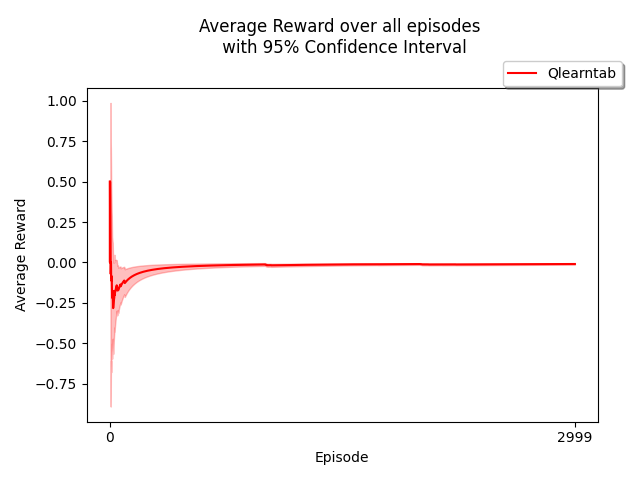 Average Reward over all episodes
with 95% Confidence Interval
Qlearntab
1.00
0.75
0.50
0.25
0.00
−0.25
−0.50
−0.75
Average Reward
0
2999
Episode